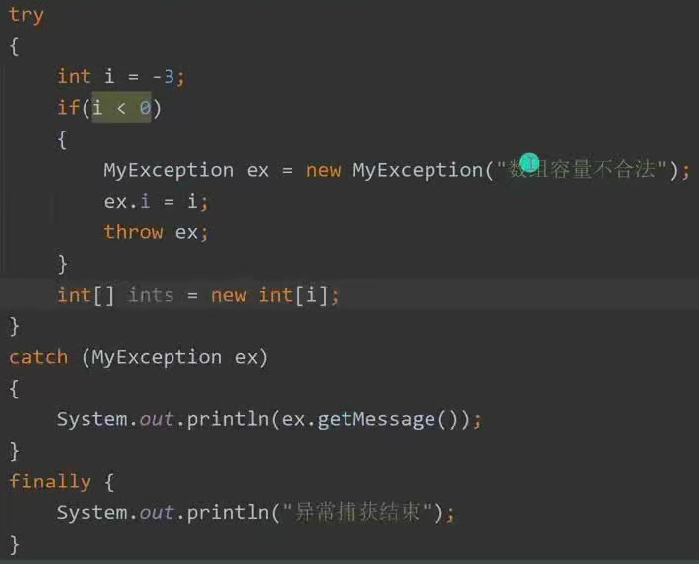 try
{
    int i = -3;
    if(i < 0)
    {
        MyException ex = new MyException("数组容量不合法");
        ex.i = i;
        throw ex;
    }
    int[] ints = new int[i];
}
catch (MyException ex)
{
    System.out.println(ex.getMessage());
}
finally {
    System.out.println("异常捕获结束");
}